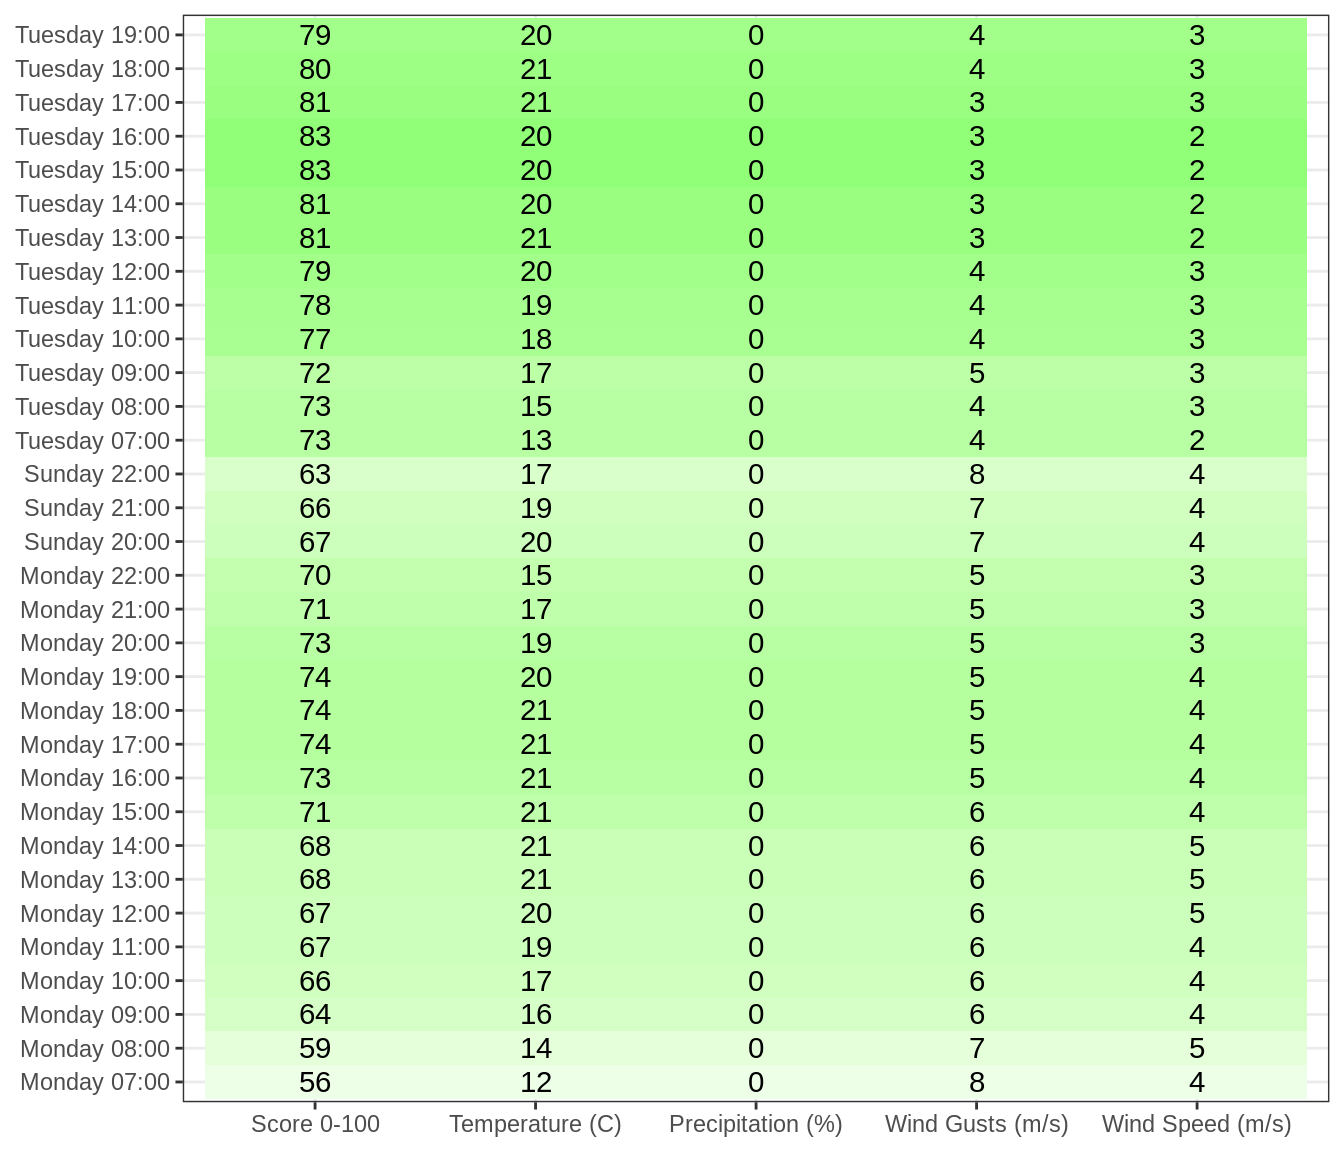 Tuesday 19:00 79 20 0 4 3
Tuesday 18:00 80 21 0 4 3
Tuesday 17:00 81 21 0 3 3
Tuesday 16:00 83 20 0 3 2
Tuesday 15:00 83 20 0 3 2
Tuesday 14:00 81 20 0 3 2
Tuesday 13:00 81 21 0 3 2
Tuesday 12:00 79 20 0 4 3
Tuesday 11:00 78 19 0 4 3
Tuesday 10:00 77 18 0 4 3
Tuesday 09:00 72 17 0 5 3
Tuesday 08:00 73 15 0 4 3
Tuesday 07:00 73 13 0 4 2
Sunday 22:00 63 17 0 8 4
Sunday 21:00 66 19 0 7 4
Sunday 20:00 67 20 0 7 4
Monday 22:00 70 15 0 5 3
Monday 21:00 71 17 0 5 3
Monday 20:00 73 19 0 5 3
Monday 19:00 74 20 0 5 4
Monday 18:00 74 21 0 5 4
Monday 17:00 74 21 0 5 4
Monday 16:00 73 21 0 5 4
Monday 15:00 71 21 0 6 4
Monday 14:00 68 21 0 6 5
Monday 13:00 68 21 0 6 5
Monday 12:00 67 20 0 6 5
Monday 11:00 67 19 0 6 4
Monday 10:00 66 17 0 6 4
Monday 09:00 64 16 0 6 4
Monday 08:00 59 14 0 7 5
Monday 07:00 56 12 0 8 4
Score 0-100 Temperature (C) Precipitation (%) Wind Gusts (m/s) Wind Speed (m/s)